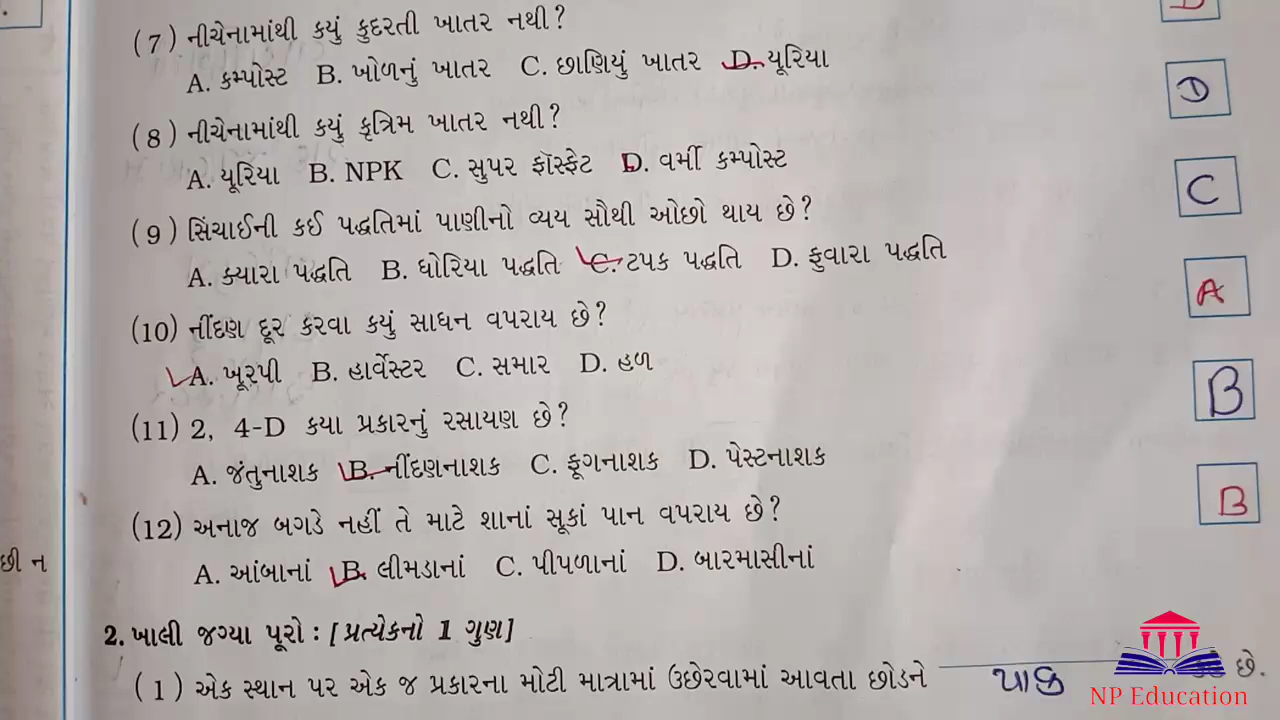 (7) નીચેનામાંથી કયું કુદરતી ખાતર નથી?
A. કમ્પોસ્ટ B. ખોળનું ખાતર C. છાણિયું ખાતર D. યૂરિયા
D
(8) નીચેનામાંથી કયું કૃત્રિમ ખાતર નથી?
A. યૂરિયા B. NPK C. સુપર ફૉસ્ફેટ D. વર્મી કમ્પોસ્ટ
C
(9) સિંચાઈની કઈ પદ્ધતિમાં પાણીનો વ્યય સૌથી ઓછો થાય છે?
A. ક્યારા પદ્ધતિ B. ધોરિયા પદ્ધતિ C. ટપક પદ્ધતિ D. ફુવારા પદ્ધતિ
A
(10) નીંદણ દૂર કરવા કયું સાધન વપરાય છે?
A. ખૂરપી B. હાર્વેસ્ટર C. સમાર D. હળ
B
(11) 2, 4-D કયા પ્રકારનું રસાયણ છે?
A. જંતુનાશક B. નીંદણનાશક C. ફૂગનાશક D. પેસ્ટનાશક
B
(12) અનાજ બગડે નહીં તે માટે શાનાં સૂકાં પાન વપરાય છે?
A. આંબાનાં B. લીમડાનાં C. પીપળાનાં D. બારમાસીનાં
છી ન
2. ખાલી જગ્યા પૂરો : [પ્રત્યેકનો 1 ગુણ]
(1) એક સ્થાન પર એક જ પ્રકારના મોટી માત્રામાં ઉછેરવામાં આવતા છોડને પાક છે.
NP Education